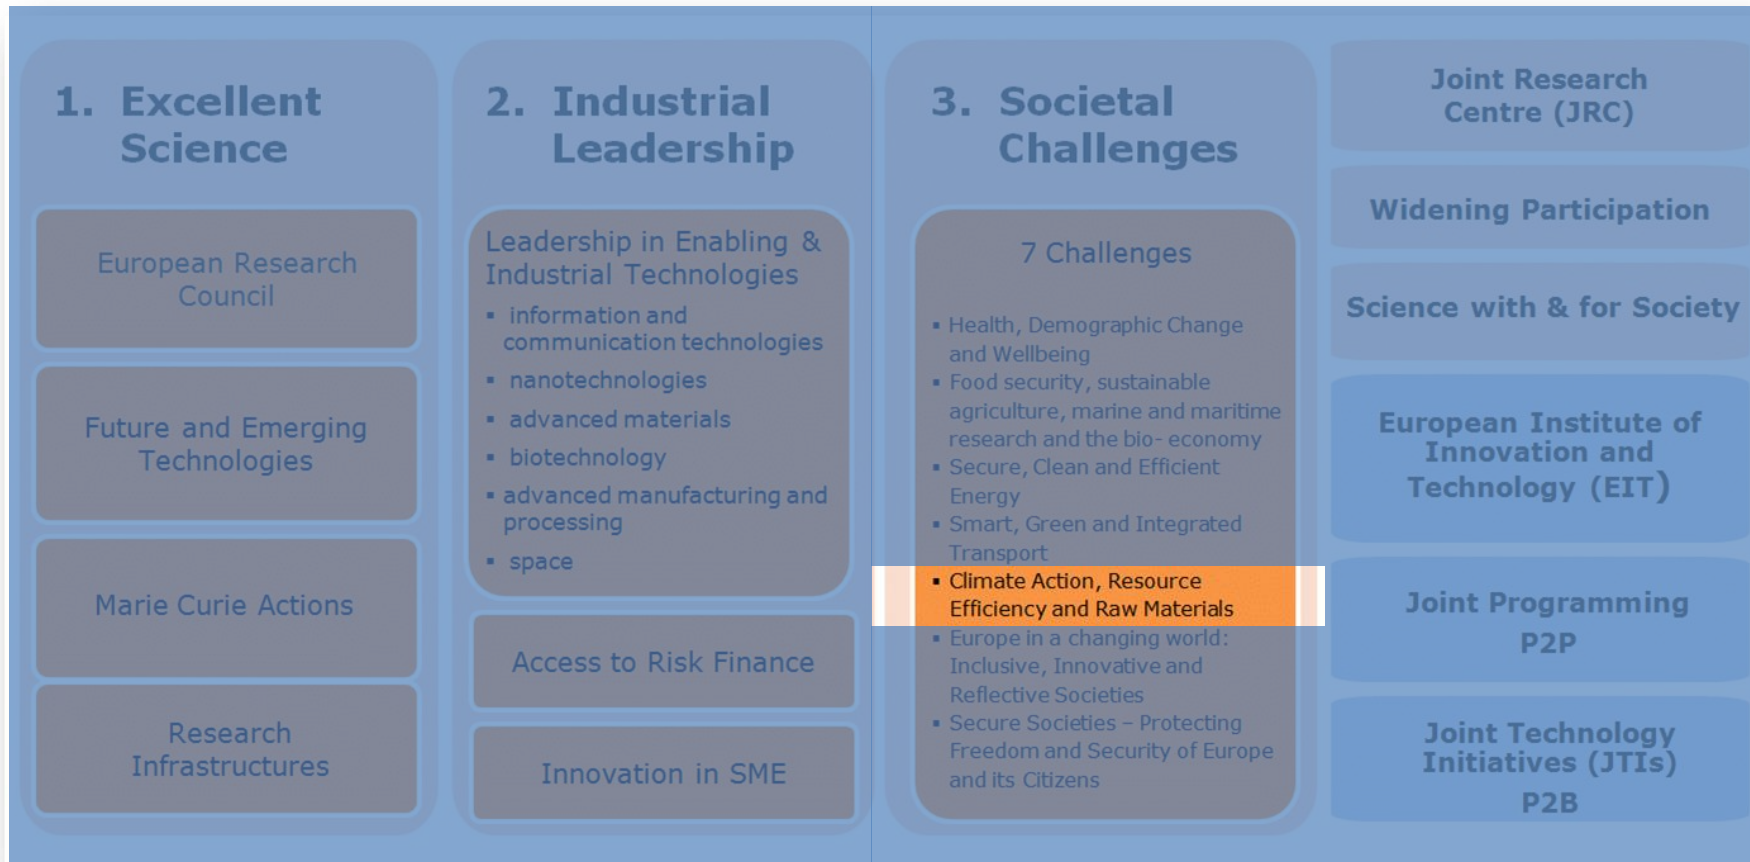 1. Excellent
Science
European Research
Council
Future and Emerging
Technologies
Marie Curie Actions
Research
Infrastructures
2. Industrial
Leadership
Leadership in Enabling &
Industrial Technologies
▪ information and
communication technologies
▪ nanotechnologies
▪ advanced materials
▪ biotechnology
▪ advanced manufacturing and
processing
▪ space
Access to Risk Finance
Innovation in SME
3. Societal
Challenges
7 Challenges
▪ Health, Demographic Change
and Wellbeing
▪ Food security, sustainable
agriculture, marine and maritime
research and the bio- economy
▪ Secure, Clean and Efficient
Energy
▪ Smart, Green and Integrated
Transport
▪ Climate Action, Resource
Efficiency and Raw Materials
▪ Europe in a changing world:
Inclusive, Innovative and
Reflective Societies
▪ Secure Societies – Protecting
Freedom and Security of Europe
and its Citizens
Joint Research
Centre (JRC)
Widening Participation
Science with & for Society
European Institute of
Innovation and
Technology (EIT)
Joint Programming
P2P
Joint Technology
Initiatives (JTIs)
P2B